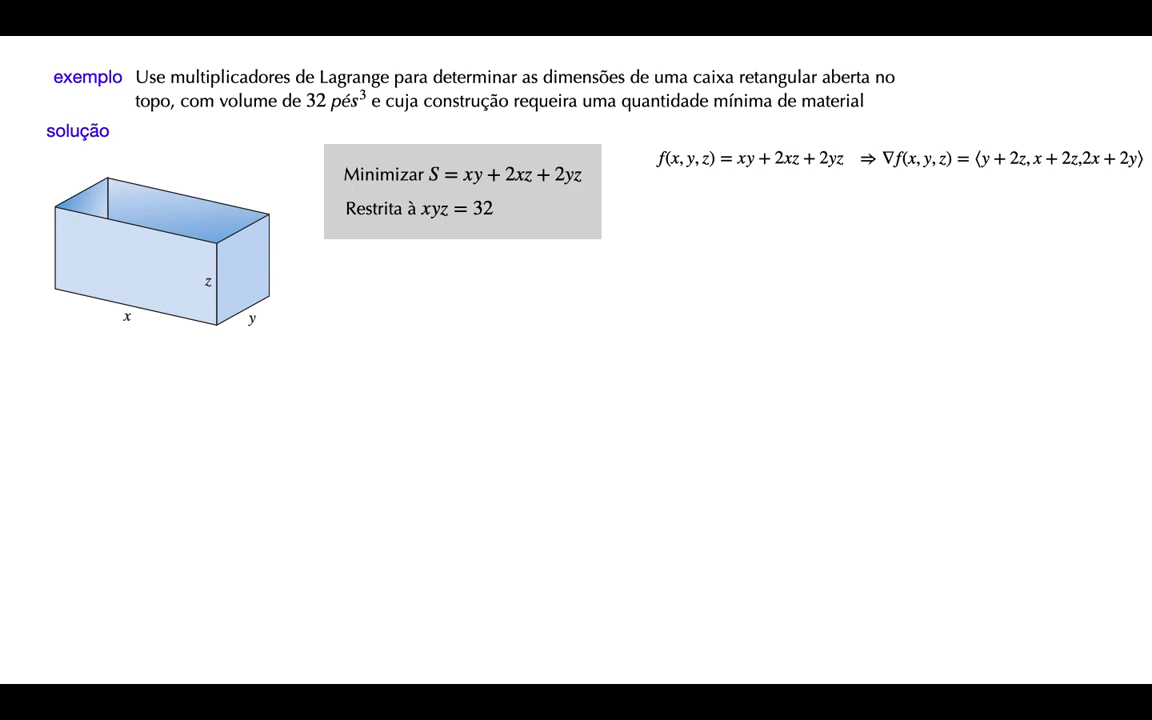 exemplo Use multiplicadores de Lagrange para determinar as dimensões de uma caixa retangular aberta no
topo, com volume de 32 pés³ e cuja construção requeira uma quantidade mínima de material
solução
Minimizar S = xy + 2xz + 2yz
Restrita à xyz = 32
f(x, y, z) = xy + 2xz + 2yz ⇒ ∇f(x, y, z) = ⟨y + 2z, x + 2z,2x + 2y⟩
z
x
y